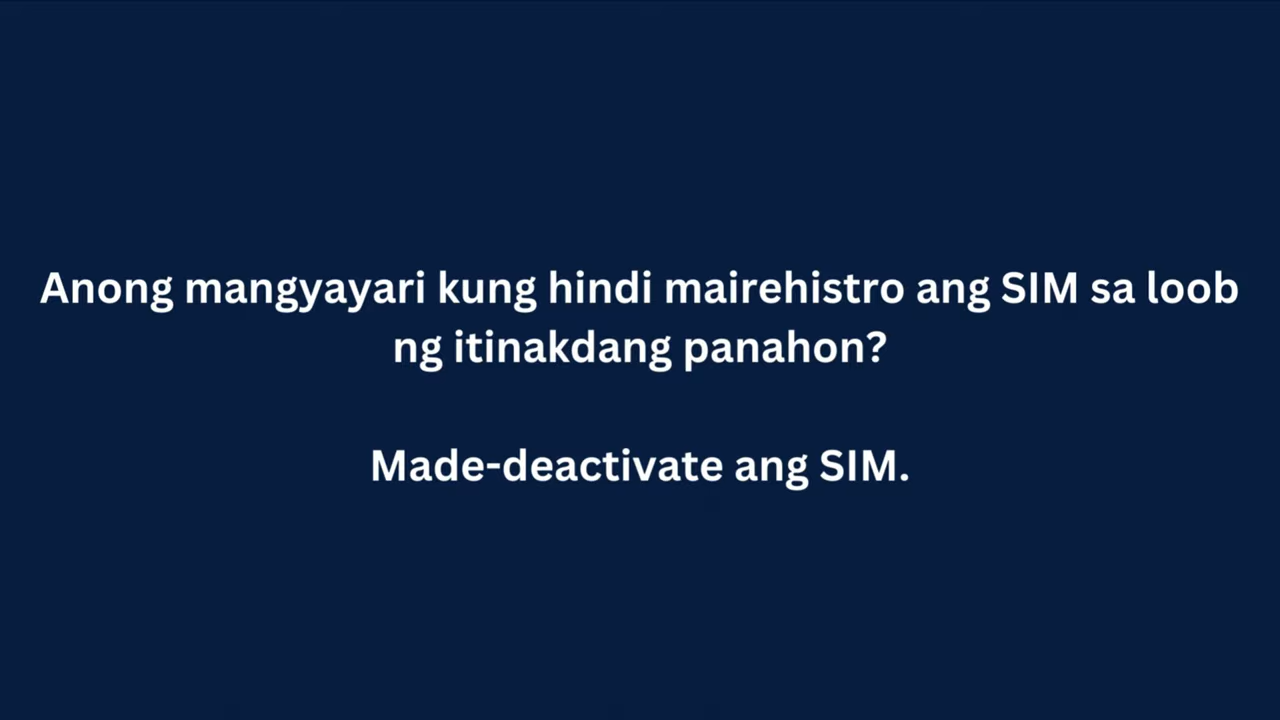 Anong mangyayari kung hindi mairehistro ang SIM sa loob
ng itinakdang panahon?
Made-deactivate ang SIM.